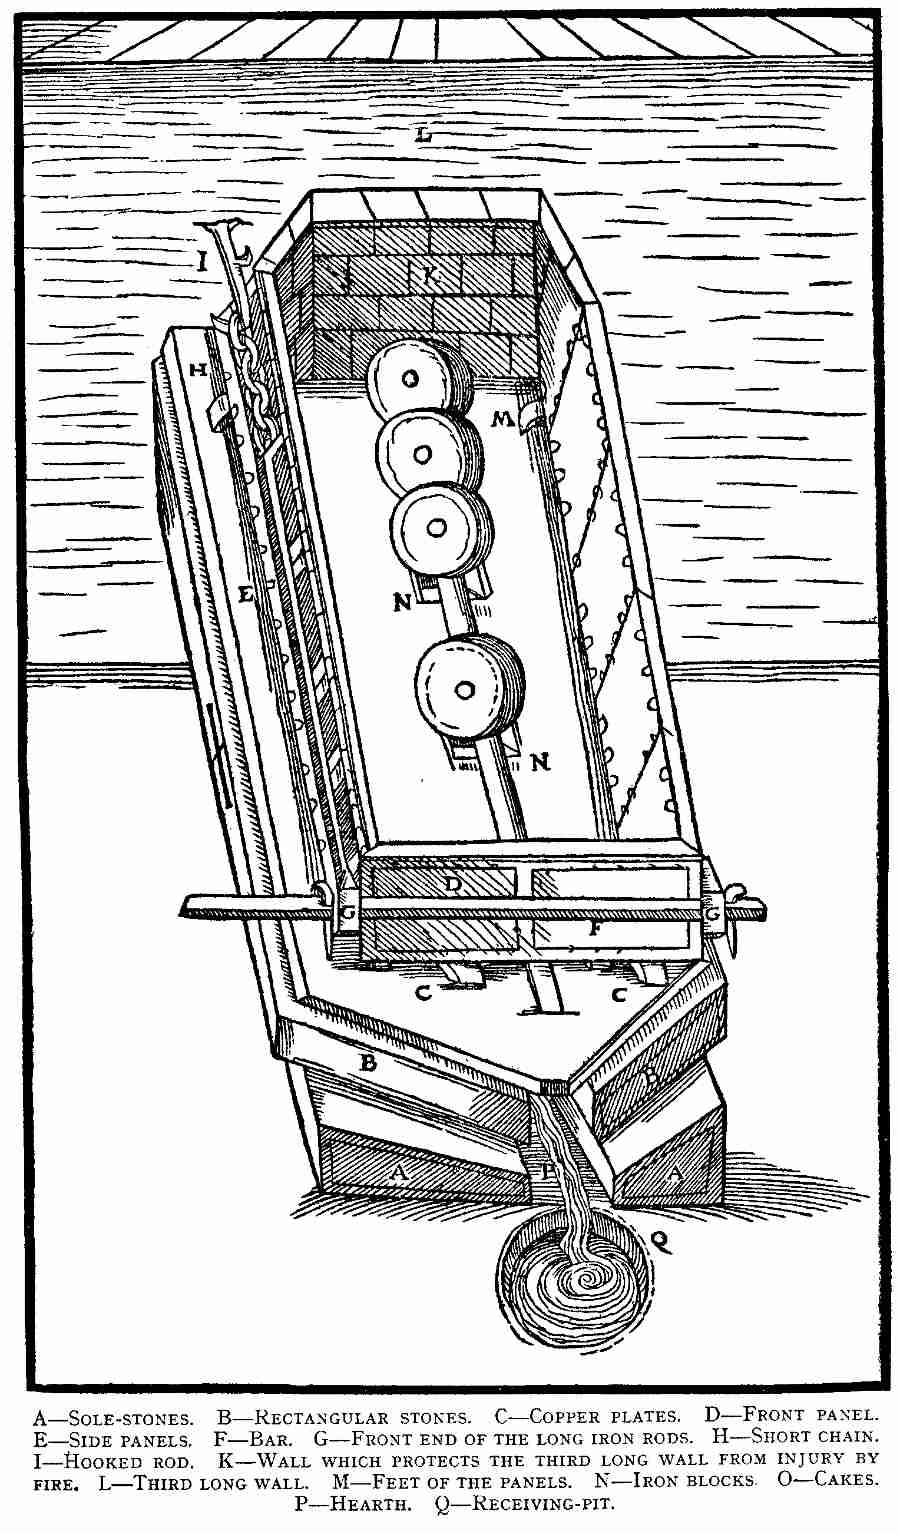 L
I
K
H
O
M
O
O
N
E
O
N
D
G
G
F
C
C
B
B
A
P
A
Q
A—Sole-stones. B—Rectangular stones. C—Copper plates. D—Front panel.
E—Side panels. F—Bar. G—Front end of the long iron rods. H—Short chain.
I—Hooked rod. K—Wall which protects the third long wall from injury by
fire. L—Third long wall. M—Feet of the panels. N—Iron blocks. O—Cakes.
P—Hearth. Q—Receiving-pit.